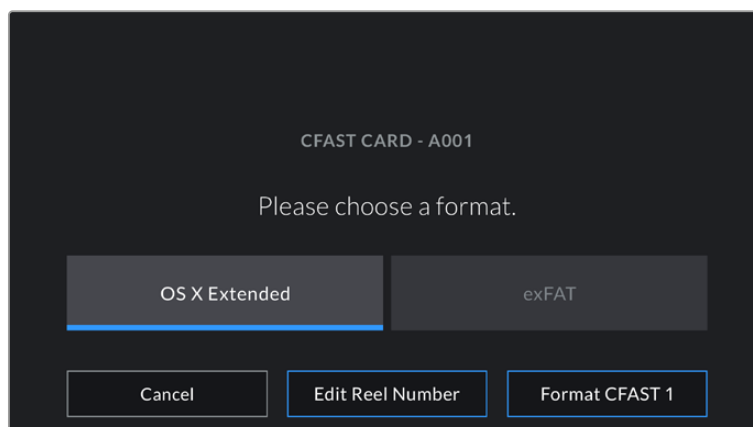 CFAST CARD - A001
Please choose a format.
OS X Extended exFAT
Cancel Edit Reel Number Format CFAST 1